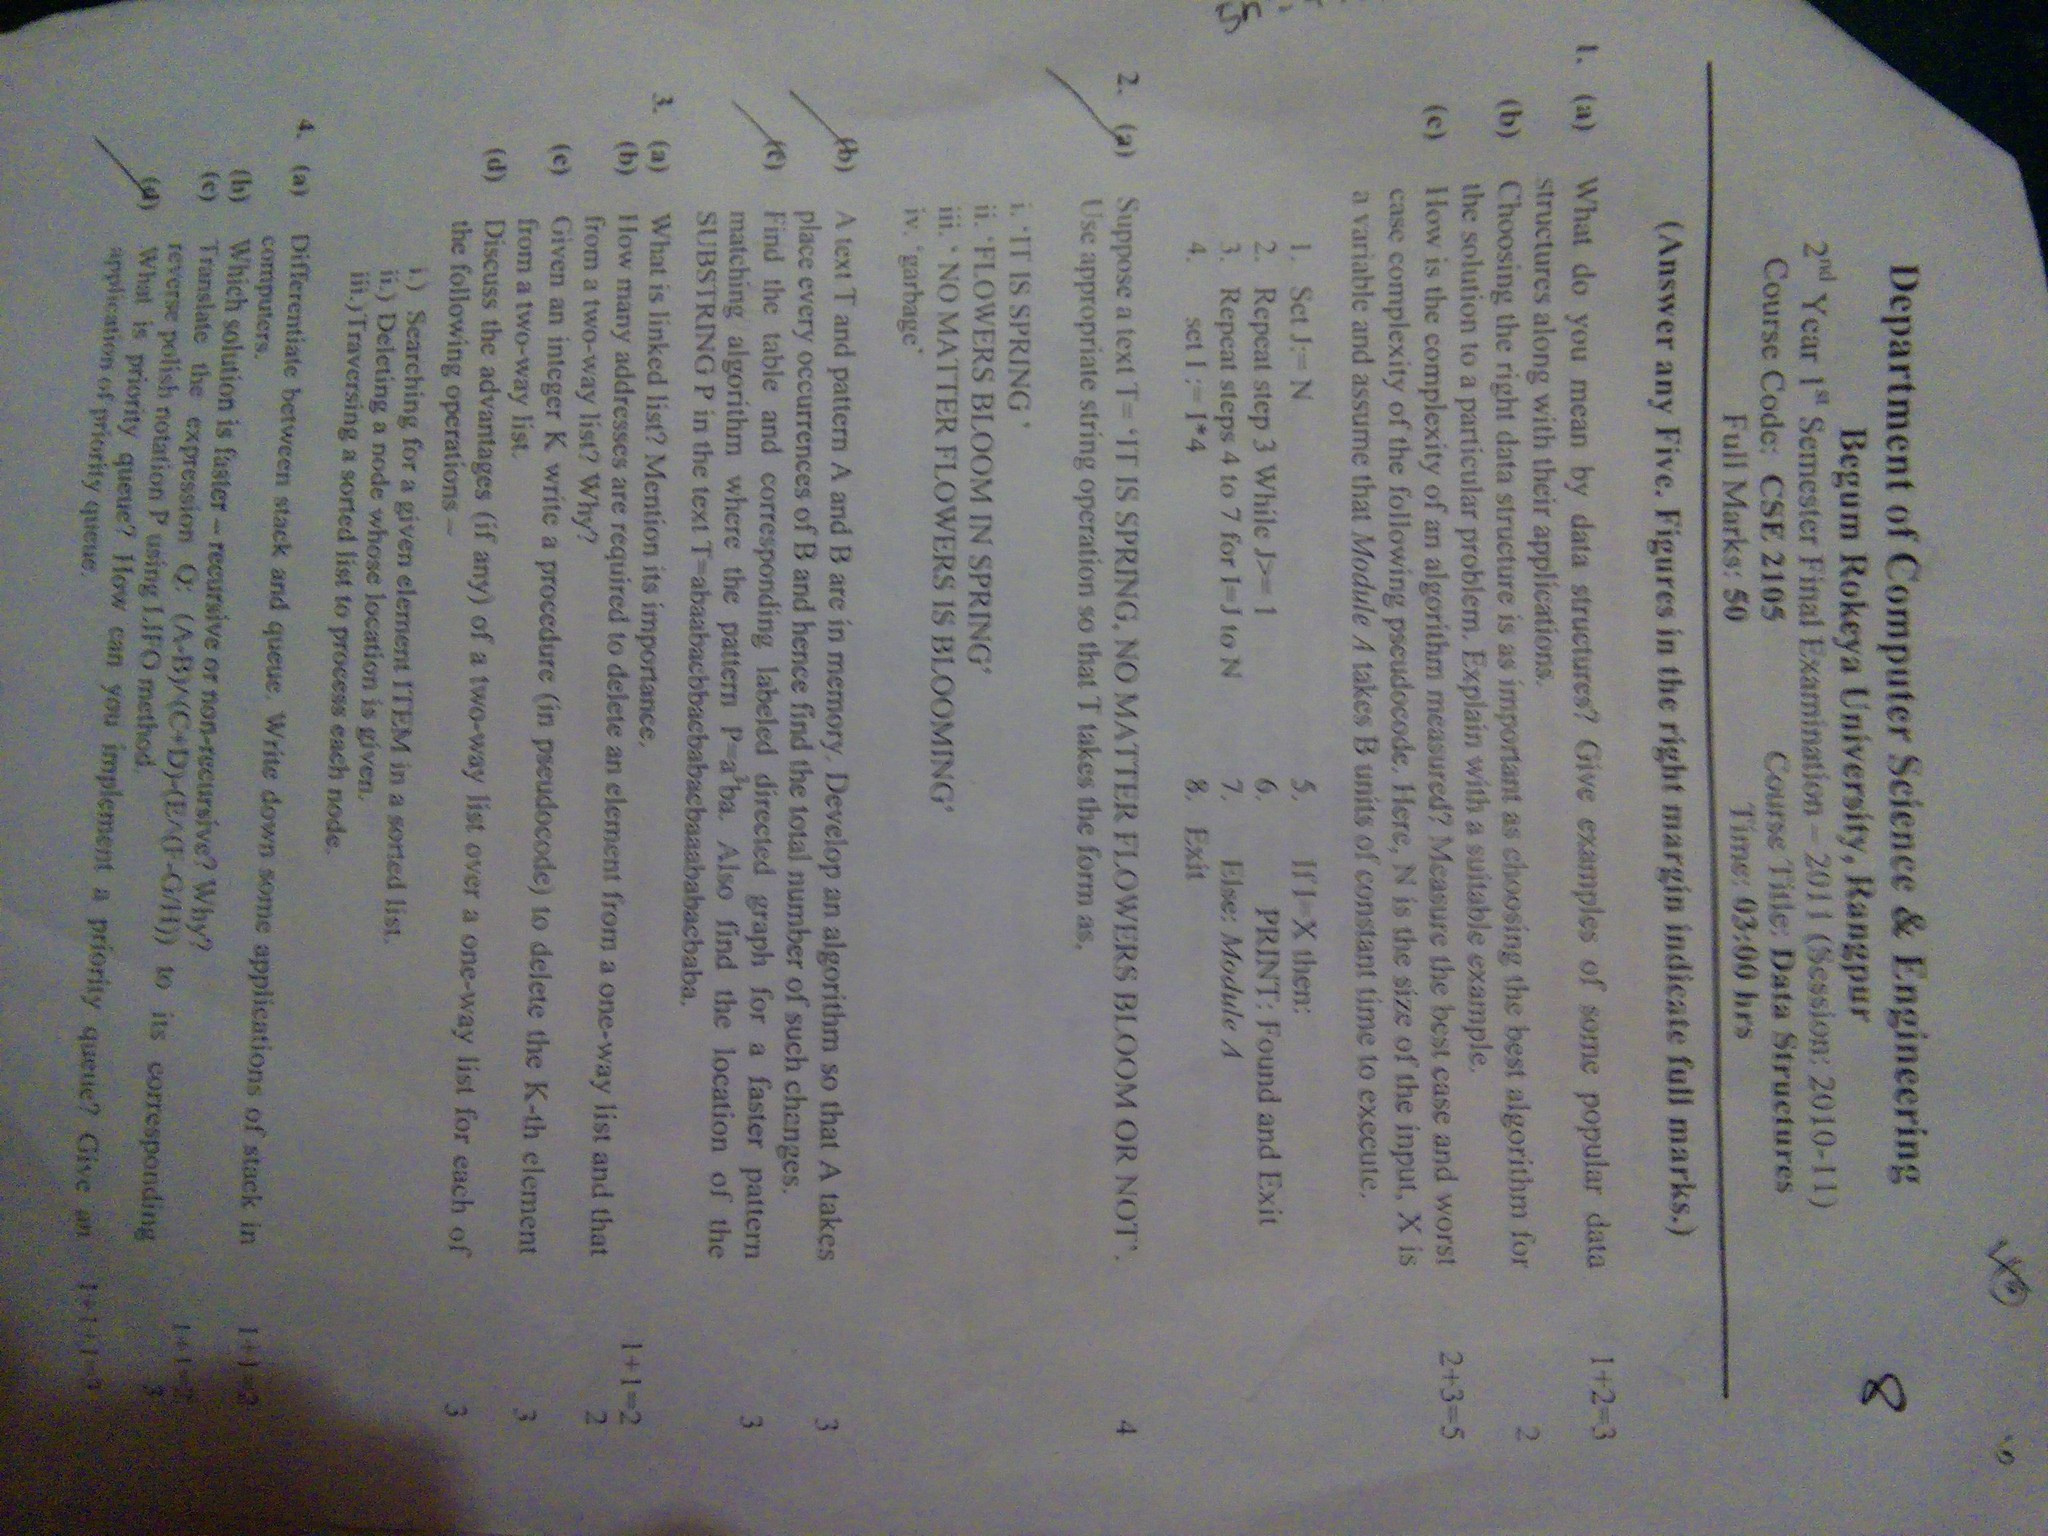 8
Department of Computer Science & Engineering
Begum Rokeya University, Rangpur
2nd Year 1st Semester Final Examination – 2011 (Session: 2010-11)
Course Code: CSE 2105 Course Title: Data Structures
Full Marks: 50 Time: 03:00 hrs
(Answer any Five. Figures in the right margin indicate full marks.)
1. (a) What do you mean by data structures? Give examples of some popular data 1+2=3
structures along with their applications.
(b) Choosing the right data structure is as important as choosing the best algorithm for 2
the solution to a particular problem. Explain with a suitable example.
(c) How is the complexity of an algorithm measured? Measure the best case and worst 2+3=5
case complexity of the following pseudocode. Here, N is the size of the input, X is
a variable and assume that Module A takes B units of constant time to execute.
1. Set J:= N 5. If I=X then:
2. Repeat step 3 While J>= 1 6. PRINT: Found and Exit
3. Repeat steps 4 to 7 for I=J to N 7. Else: Module A
4. set I := I*4 8. Exit
2. (a) Suppose a text T= ‘IT IS SPRING, NO MATTER FLOWERS BLOOM OR NOT’. 4
Use appropriate string operation so that T takes the form as,
i. ‘IT IS SPRING ’
ii. ‘FLOWERS BLOOM IN SPRING’
iii. ‘ NO MATTER FLOWERS IS BLOOMING’
iv. ‘garbage’
(b) A text T and pattern A and B are in memory. Develop an algorithm so that A takes 3
place every occurrences of B and hence find the total number of such changes.
(c) Find the table and corresponding labeled directed graph for a faster pattern 3
matching algorithm where the pattern Also find the location of the
SUBSTRING P in the text T=abaabacbbacbabacbaaababacbaba.
3. (a) What is linked list? Mention its importance. 1+1=2
(b) How many addresses are required to delete an element from a one-way list and that 2
from a two-way list? Why?
(c) Given an integer K write a procedure (in pseudocode) to delete the K-th element 3
from a two-way list.
(d) Discuss the advantages (if any) of a two-way list over a one-way list for each of 3
the following operations –
i.) Searching for a given element ITEM in a sorted list.
ii.) Deleting a node whose location is given.
iii.) Traversing a sorted list to process each node.
4. (a) Differentiate between stack and queue. Write down some applications of stack in 1+1=2
computers.
(b) Which solution is faster – recursive or non-recursive? Why? 1+1=2
(c) Translate the expression Q: (A-B)^(C+D)-(E^(F-G/H)) to its corresponding 3
reverse polish notation P using LIFO method.
(d) What is priority queue? How can you implement a priority queue? Give an 1+1+1=3
application of priority queue.